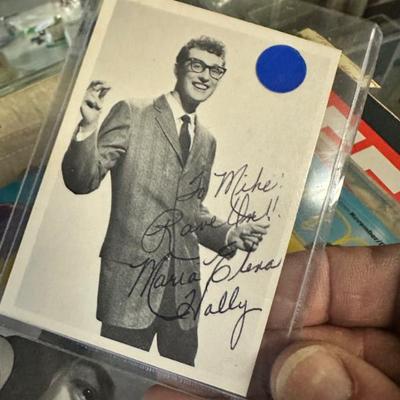 To Mike!
Rave On!!
Maria Elena
Holly